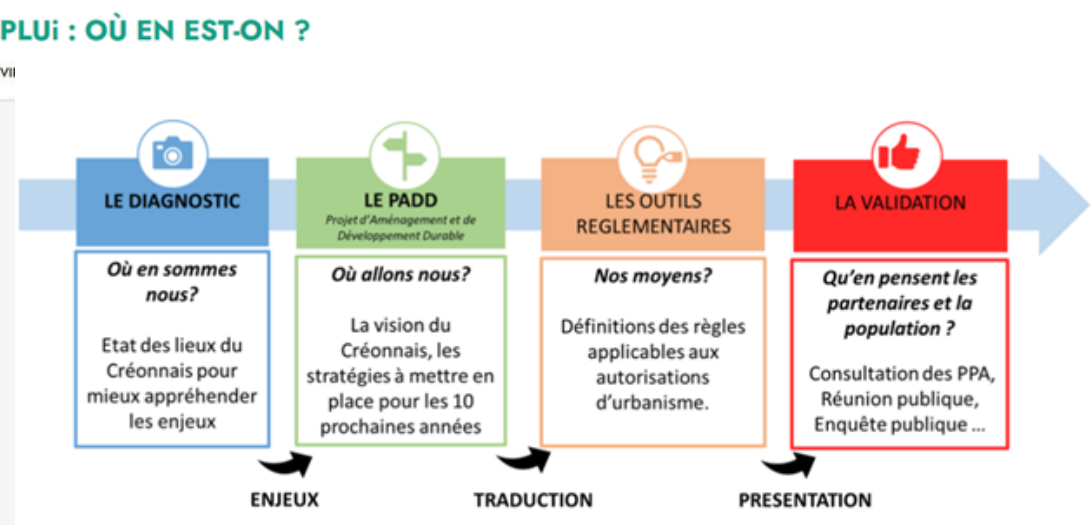 PLUi : OÙ EN EST-ON ?
VI
LE DIAGNOSTIC
Où en sommes
nous?
Etat des lieux du
Créonnais pour
mieux appréhender
les enjeux
LE PADD
Projet d'Aménagement et de
Développement Durable
Où allons nous?
La vision du
Créonnais, les
stratégies à mettre en
place pour les 10
prochaines années
LES OUTILS
REGLEMENTAIRES
Nos moyens?
Définitions des règles
applicables aux
autorisations
d'urbanisme.
LA VALIDATION
Qu'en pensent les
partenaires et la
population ?
Consultation des PPA,
Réunion publique,
Enquête publique ...
ENJEUX
TRADUCTION
PRESENTATION